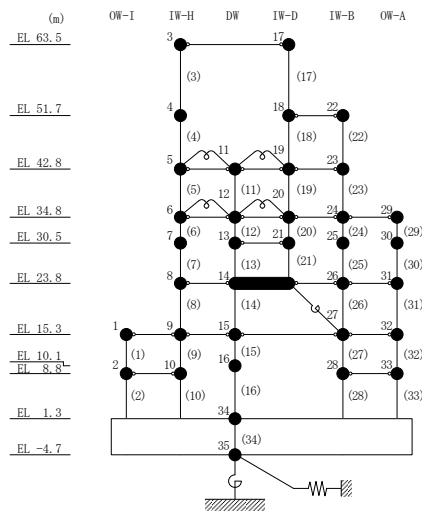 (m) OW-I IW-H DW IW-D IW-B OW-A
EL 63.5 3 17
(3) (17)
EL 51.7 4 18 22
(4) (18) (22)
EL 42.8 5 11 19 23
(5) (11) (19) (23)
EL 34.8 6 12 20 24 29
(6) (12) (20) (24) (29)
EL 30.5 7 13 21 25 30
(7) (13) (21) (25) (30)
EL 23.8 8 14 26 31
(8) (14) (26) (31)
27
EL 15.3 1 9 15 32
(1) (9) (15) (27) (32)
EL 10.1 16
EL 8.8 2 10 28 33
(2) (10) (16) (28) (33)
EL 1.3 34
(34)
EL -4.7 35